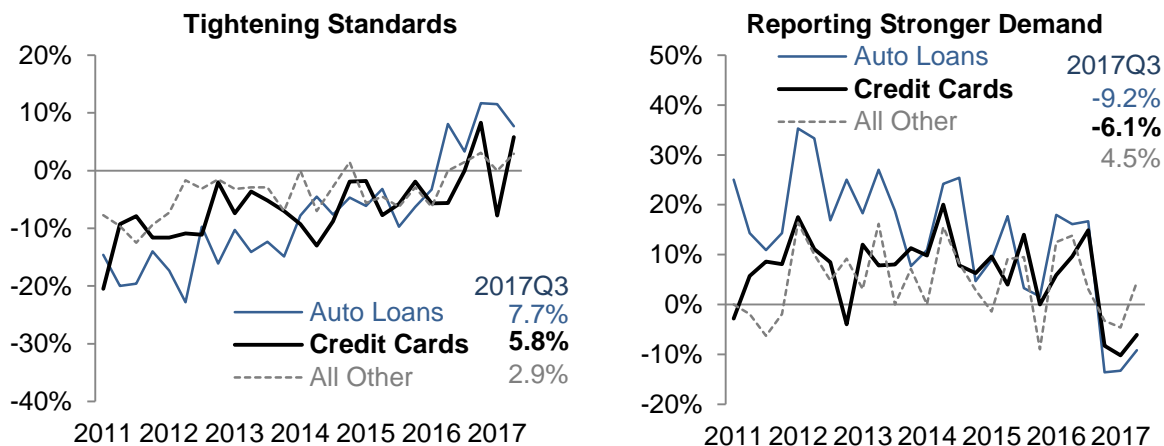 Tightening Standards
20%
10%
0%
-10%
-20%
-30%
-40%
2017Q3
Auto Loans 7.7%
Credit Cards 5.8%
All Other 2.9%
2011 2012 2013 2014 2015 2016 2017
Reporting Stronger Demand
50%
40%
30%
20%
10%
0%
-10%
-20%
Auto Loans 2017Q3
Credit Cards -9.2%
All Other -6.1%
4.5%
2011 2012 2013 2014 2015 2016 2017